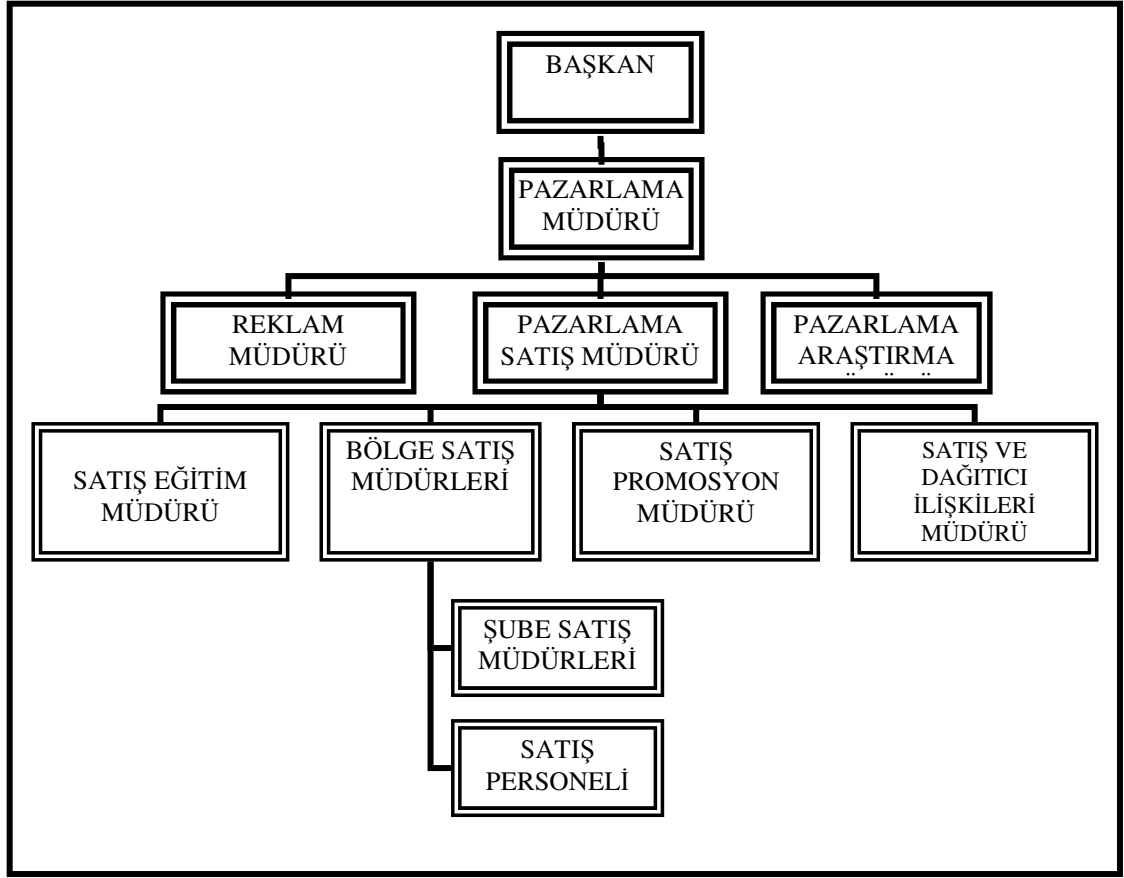 BAŞKAN
PAZARLAMA
MÜDÜRÜ
REKLAM
MÜDÜRÜ
PAZARLAMA
SATIŞ MÜDÜRÜ
PAZARLAMA
ARAŞTIRMA
SATIŞ EĞİTİM
MÜDÜRÜ
BÖLGE SATIŞ
MÜDÜRLERİ
SATIŞ
PROMOSYON
MÜDÜRÜ
SATIŞ VE
DAĞITICI
İLİŞKİLERİ
MÜDÜRÜ
ŞUBE SATIŞ
MÜDÜRLERİ
SATIŞ
PERSONELİ